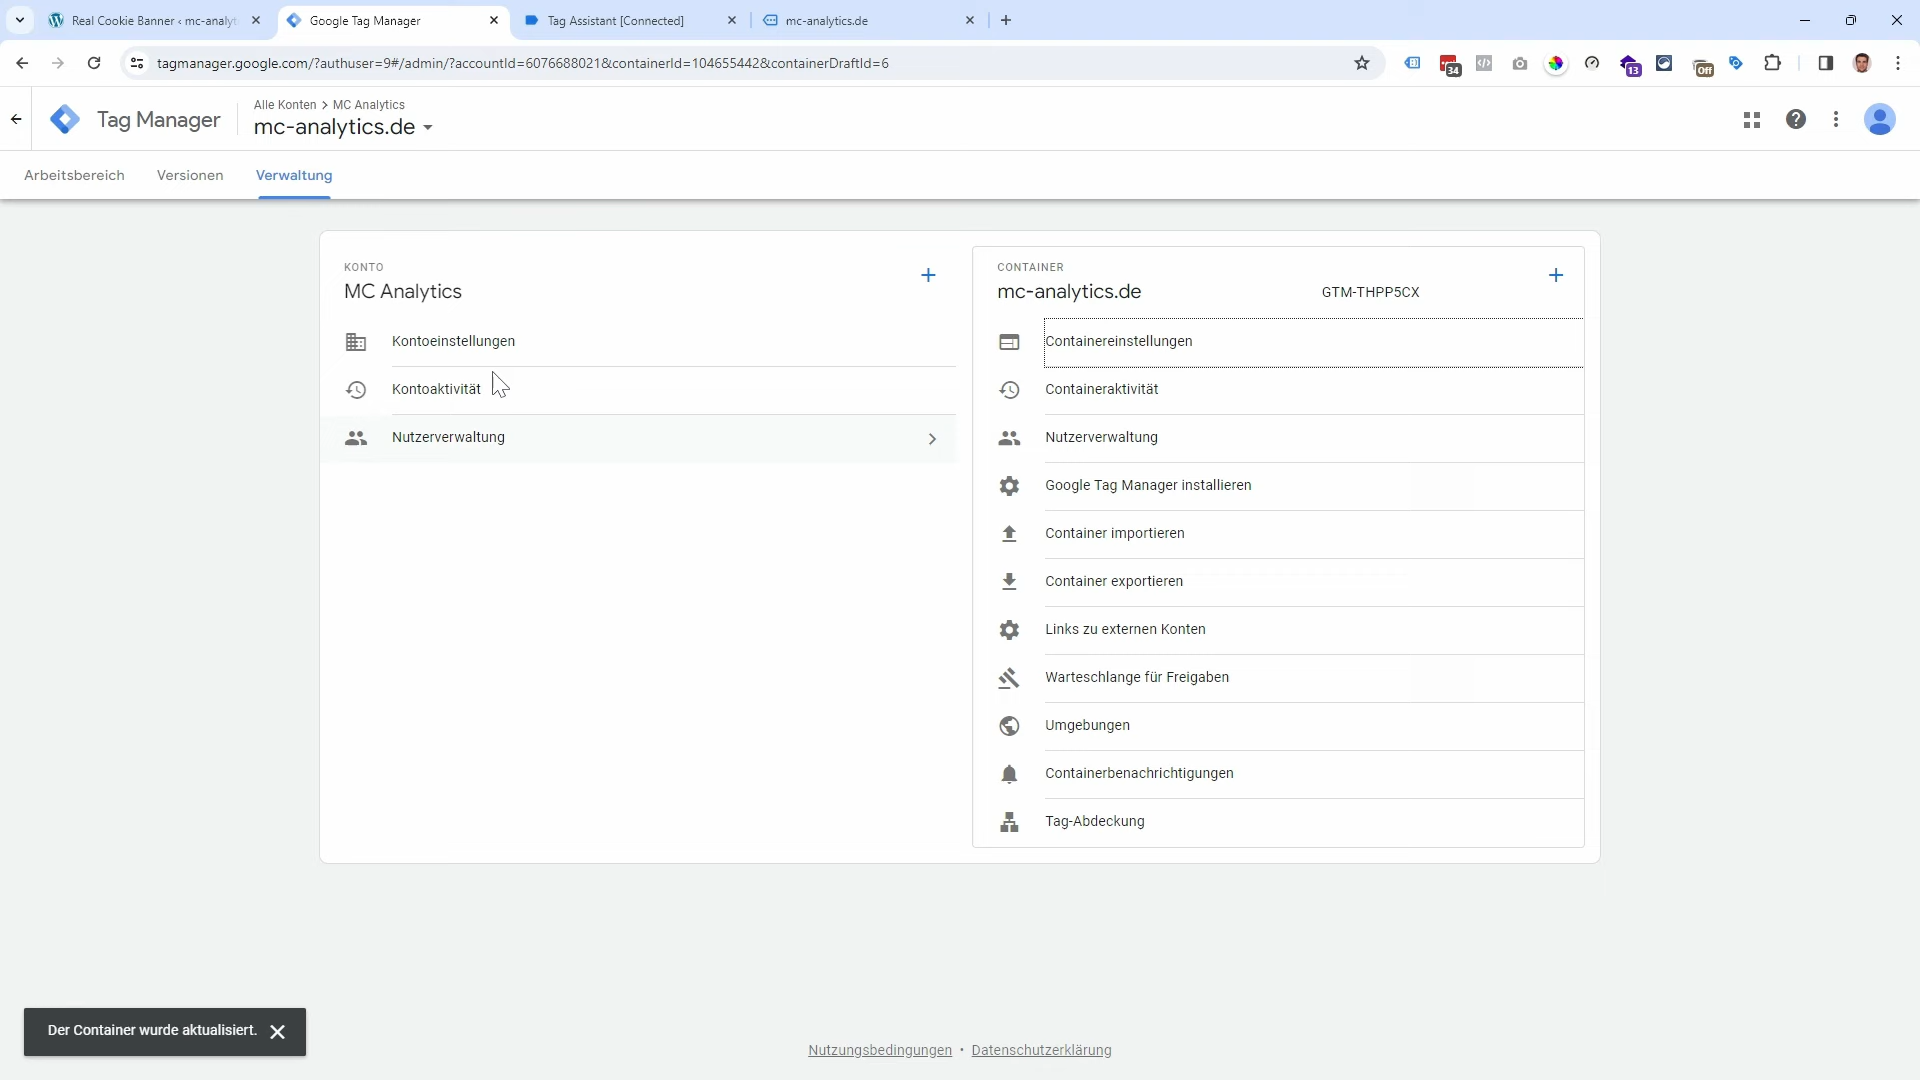 Real Cookie Banner ‹ mc-analyt
Google Tag Manager
Tag Assistant [Connected]
mc-analytics.de
tagmanager.google.com/?authuser=9#/admin/?accountId=6076688021&containerId=104655442&containerDraftId=6
34
13
Off
Tag Manager
Alle Konten > MC Analytics
mc-analytics.de
Arbeitsbereich
Versionen
Verwaltung
KONTO
MC Analytics
Kontoeinstellungen
Kontoaktivität
Nutzerverwaltung
CONTAINER
mc-analytics.de
GTM-THPP5CX
Containereinstellungen
Containeraktivität
Nutzerverwaltung
Google Tag Manager installieren
Container importieren
Container exportieren
Links zu externen Konten
Warteschlange für Freigaben
Umgebungen
Containerbenachrichtigungen
Tag-Abdeckung
Der Container wurde aktualisiert.
Nutzungsbedingungen • Datenschutzerklärung